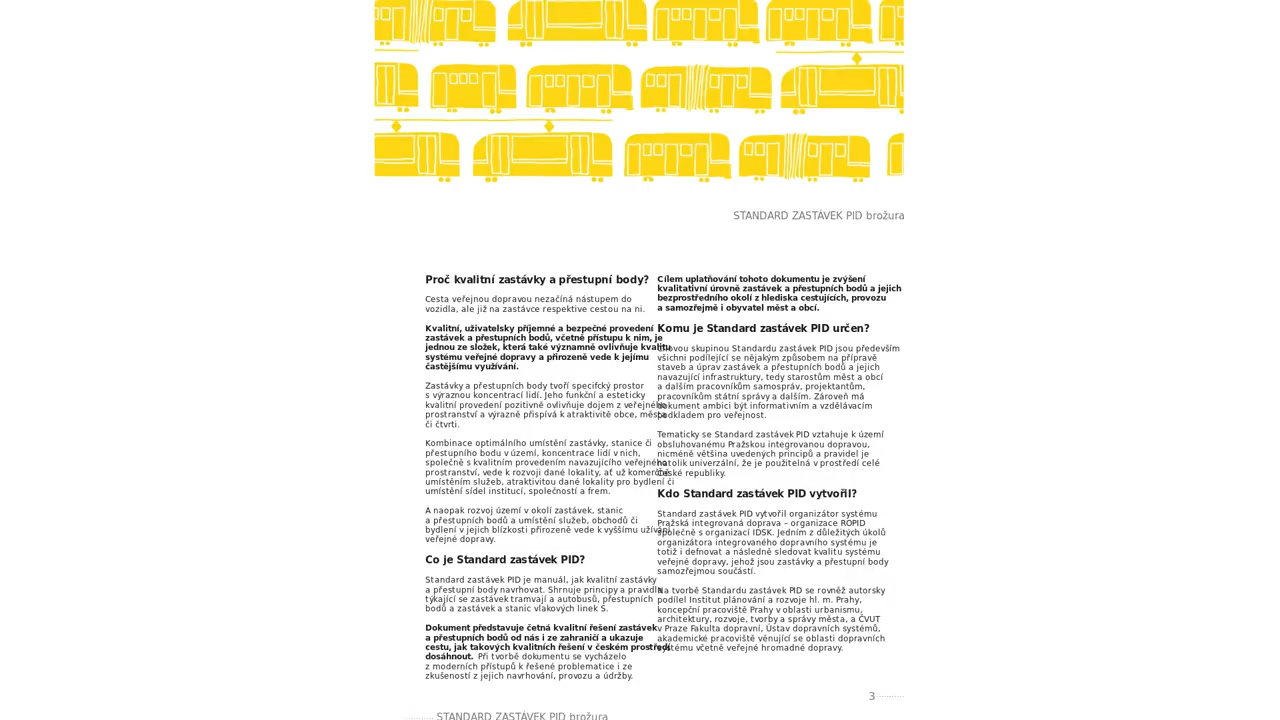 STANDARD ZASTÁVEK PID brožura
Proč kvalitní zastávky a přestupní body?
Cesta veřejnou dopravou nezačíná nástupem do
vozidla, ale již na zastávce respektive cestou na ni.
Kvalitní, uživatelsky příjemné a bezpečné provedení
zastávek a přestupních bodů, včetně přístupu k nim, je
jednou ze složek, která také významně ovlivňuje kvalitu
systému veřejné dopravy a přirozeně vede k jejímu
častějšímu využívání.
Zastávky a přestupních body tvoří specifcký prostor
s výraznou koncentrací lidí. Jeho funkční a esteticky
kvalitní provedení pozitivně ovlivňuje dojem z veřejného
prostranství a výrazně přispívá k atraktivitě obce, města
či čtvrti.
Kombinace optimálního umístění zastávky, stanice či
přestupního bodu v území, koncentrace lidí v nich,
společně s kvalitním provedením navazujícího veřejného
prostranství, vede k rozvoji dané lokality, ať už komerčně
umístěním služeb, atraktivitou dané lokality pro bydlení či
umístění sídel institucí, společností a frem.
A naopak rozvoj území v okolí zastávek, stanic
a přestupních bodů a umístění služeb, obchodů či
bydlení v jejich blízkosti přirozeně vede k vyššímu užívání
veřejné dopravy.
Co je Standard zastávek PID?
Standard zastávek PID je manuál, jak kvalitní zastávky
a přestupní body navrhovat. Shrnuje principy a pravidla
týkající se zastávek tramvají a autobusů, přestupních
bodů a zastávek a stanic vlakových linek S.
Dokument představuje četná kvalitní řešení zastávek
a přestupních bodů od nás i ze zahraničí a ukazuje
cestu, jak takových kvalitních řešení v českém prostředí
dosáhnout. Při tvorbě dokumentu se vycházelo
z moderních přístupů k řešené problematice i ze
zkušeností z jejich navrhování, provozu a údržby.
Cílem uplatňování tohoto dokumentu je zvýšení
kvalitativní úrovně zastávek a přestupních bodů a jejich
bezprostředního okolí z hlediska cestujících, provozu
a samozřejmě i obyvatel měst a obcí.
Komu je Standard zastávek PID určen?
Cílovou skupinou Standardu zastávek PID jsou především
všichni podílející se nějakým způsobem na přípravě
staveb a úprav zastávek a přestupních bodů a jejich
navazující infrastruktury, tedy starostům měst a obcí
a dalším pracovníkům samospráv, projektantům,
pracovníkům státní správy a dalším. Zároveň má
dokument ambici být informativním a vzdělávacím
podkladem pro veřejnost.
Tematicky se Standard zastávek PID vztahuje k území
obsluhovanému Pražskou integrovanou dopravou,
nicméně většina uvedených principů a pravidel je
natolik univerzální, že je použitelná v prostředí celé
České republiky.
Kdo Standard zastávek PID vytvořil?
Standard zastávek PID vytvořil organizátor systému
Pražská integrovaná doprava – organizace ROPID
společně s organizací IDSK. Jedním z důležitých úkolů
organizátora integrovaného dopravního systému je
totiž i defnovat a následně sledovat kvalitu systému
veřejné dopravy, jehož jsou zastávky a přestupní body
samozřejmou součástí.
Na tvorbě Standardu zastávek PID se rovněž autorsky
podílel Institut plánování a rozvoje hl. m. Prahy,
koncepční pracoviště Prahy v oblasti urbanismu,
architektury, rozvoje, tvorby a správy města, a ČVUT
v Praze Fakulta dopravní, Ústav dopravních systémů,
akademické pracoviště věnující se oblasti dopravních
systému včetně veřejné hromadné dopravy.
3
STANDARD ZASTÁVEK PID brožura